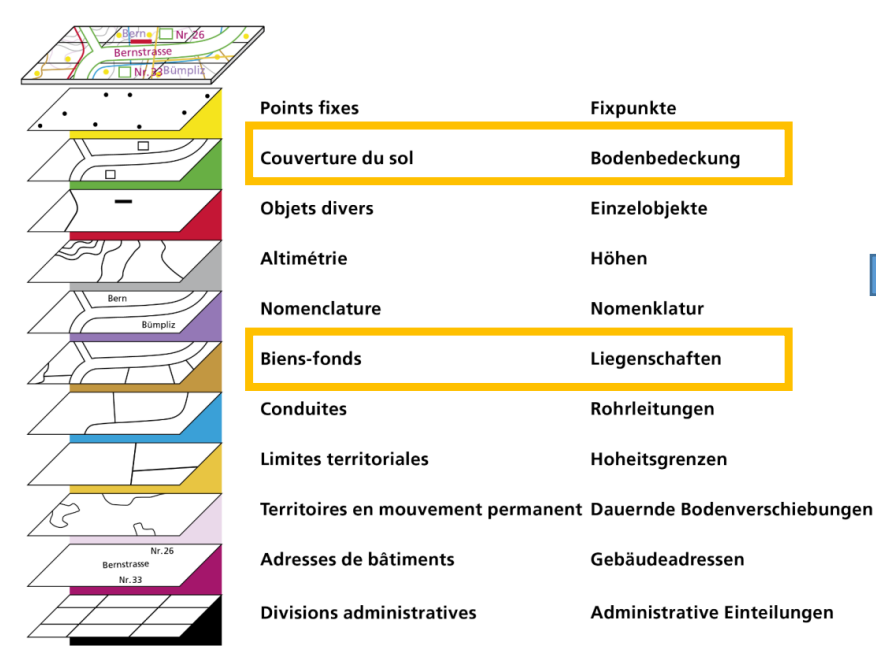 Bern Nr. 26
Bernstrasse
Nr. 33 Bümpliz
Points fixes Fixpunkte
Couverture du sol Bodenbedeckung
Objets divers Einzelobjekte
Altimétrie Höhen
Bern
Bümpliz
Nomenclature Nomenklatur
Biens-fonds Liegenschaften
Conduites Rohrleitungen
Limites territoriales Hoheitsgrenzen
Territoires en mouvement permanent Dauernde Bodenverschiebungen
Nr. 26
Bernstrasse
Nr. 33
Adresses de bâtiments Gebäudeadressen
Divisions administratives Administrative Einteilungen